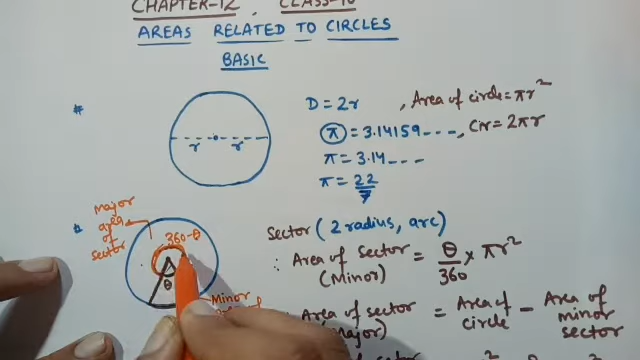 CHAPTER-12, CLASS-10
AREAS RELATED TO CIRCLES
BASIC
*
r r
D = 2r , Area of circle = πr²
π = 3.14159--- , Cr = 2πr
π = 3.14---
π = 22/7
*
major area of sector
360-θ
θ
Minor
Sector (2 radius, arc)
∴ Area of sector (Minor) = θ/360 × πr²
Area of sector (major) = Area of circle - Area of minor sector